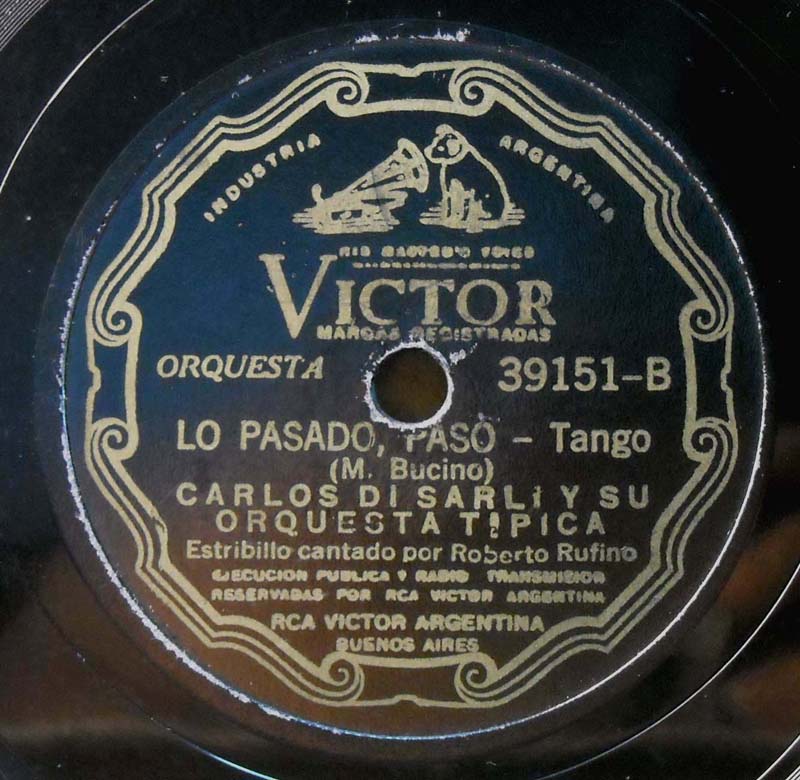 INDUSTRIA ARGENTINA
HIS MASTER'S VOICE
VICTOR
MARCAS REGISTRADAS
ORQUESTA 39151-B
LO PASADO, PASÓ - Tango
(M. Bucino)
CARLOS DI SARLI Y SU
ORQUESTA TIPICA
Estribillo cantado por Roberto Rufino
EJECUCION PUBLICA Y RADIO TRANSMISION
RESERVADAS POR RCA VICTOR ARGENTINA
RCA VICTOR ARGENTINA
BUENOS AIRES